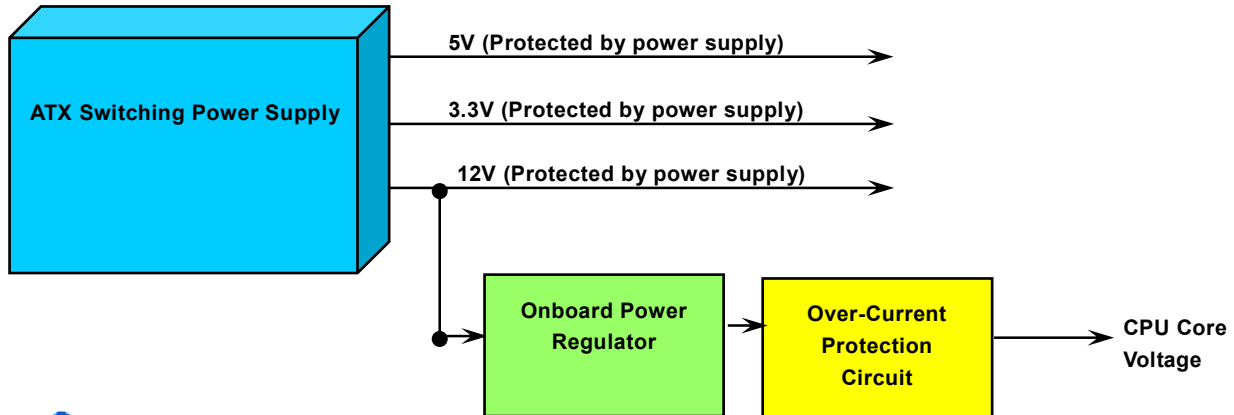 5V (Protected by power supply)
ATX Switching Power Supply
3.3V (Protected by power supply)
12V (Protected by power supply)
Onboard Power
Regulator
Over-Current
Protection
Circuit
CPU Core
Voltage